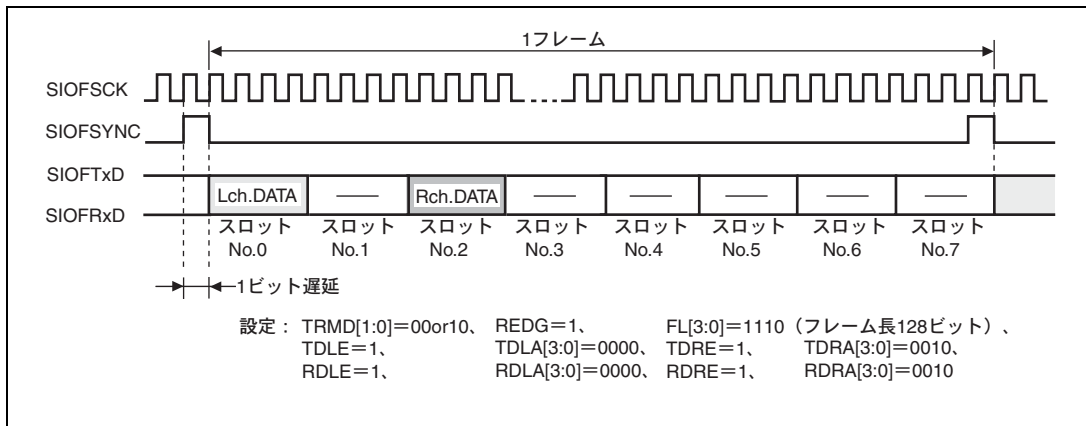 1フレーム
SIOFSCK
SIOFSYNC
SIOFTxD
SIOFRxD
Lch.DATA
Rch.DATA
スロット スロット スロット スロット スロット スロット スロット スロット
No.0 No.1 No.2 No.3 No.4 No.5 No.6 No.7
1ビット遅延
設定： TRMD[1:0]＝00or10、 REDG＝1、 FL[3:0]＝1110（フレーム長128ビット）、
TDLE＝1、 TDLA[3:0]＝0000、 TDRE＝1、 TDRA[3:0]＝0010、
RDLE＝1、 RDLA[3:0]＝0000、 RDRE＝1、 RDRA[3:0]＝0010